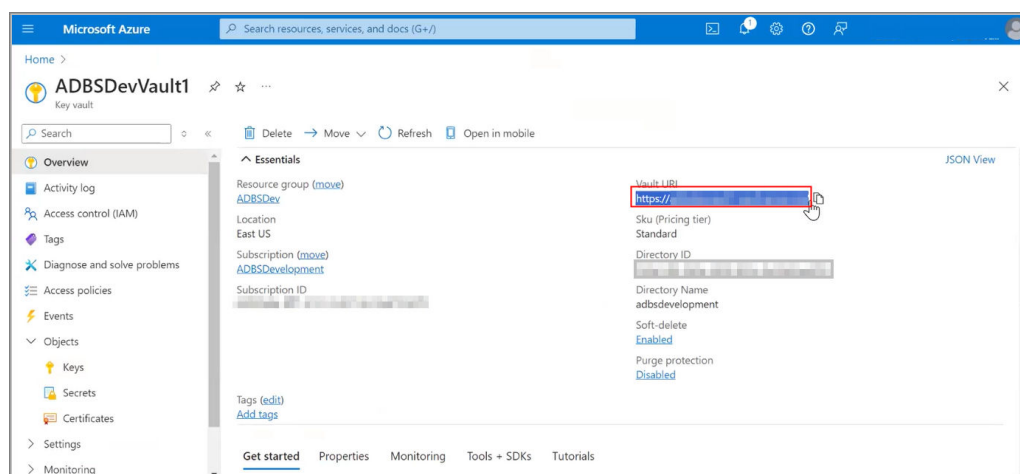 Microsoft Azure
Search resources, services, and docs (G+/)
1
Home >
ADBSDevVault1
Key vault
Search
Delete
Move
Refresh
Open in mobile
Overview
Activity log
Access control (IAM)
Tags
Diagnose and solve problems
Access policies
Events
Objects
Keys
Secrets
Certificates
Settings
Monitoring
Essentials
JSON View
Resource group (move)
ADBSDev
Location
East US
Subscription (move)
ADBSDevelopment
Subscription ID
Vault URI
https://
Sku (Pricing tier)
Standard
Directory ID
Directory Name
adbsdevelopment
Soft-delete
Enabled
Purge protection
Disabled
Tags (edit)
Add tags
Get started
Properties
Monitoring
Tools + SDKs
Tutorials